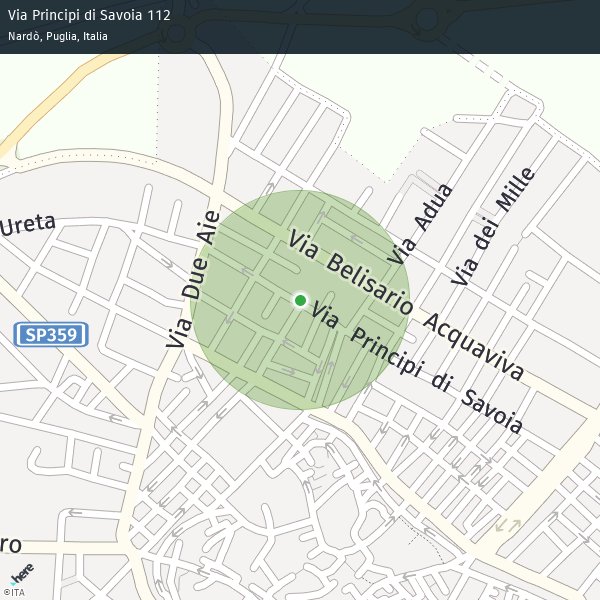 Via Principi di Savoia 112
Nardò, Puglia, Italia
Ureta
Via Due Aie
Via Adua
Via dei Mille
Via Belisario Acquaviva
SP359
Via Principi di Savoia
ro
here
©ITA